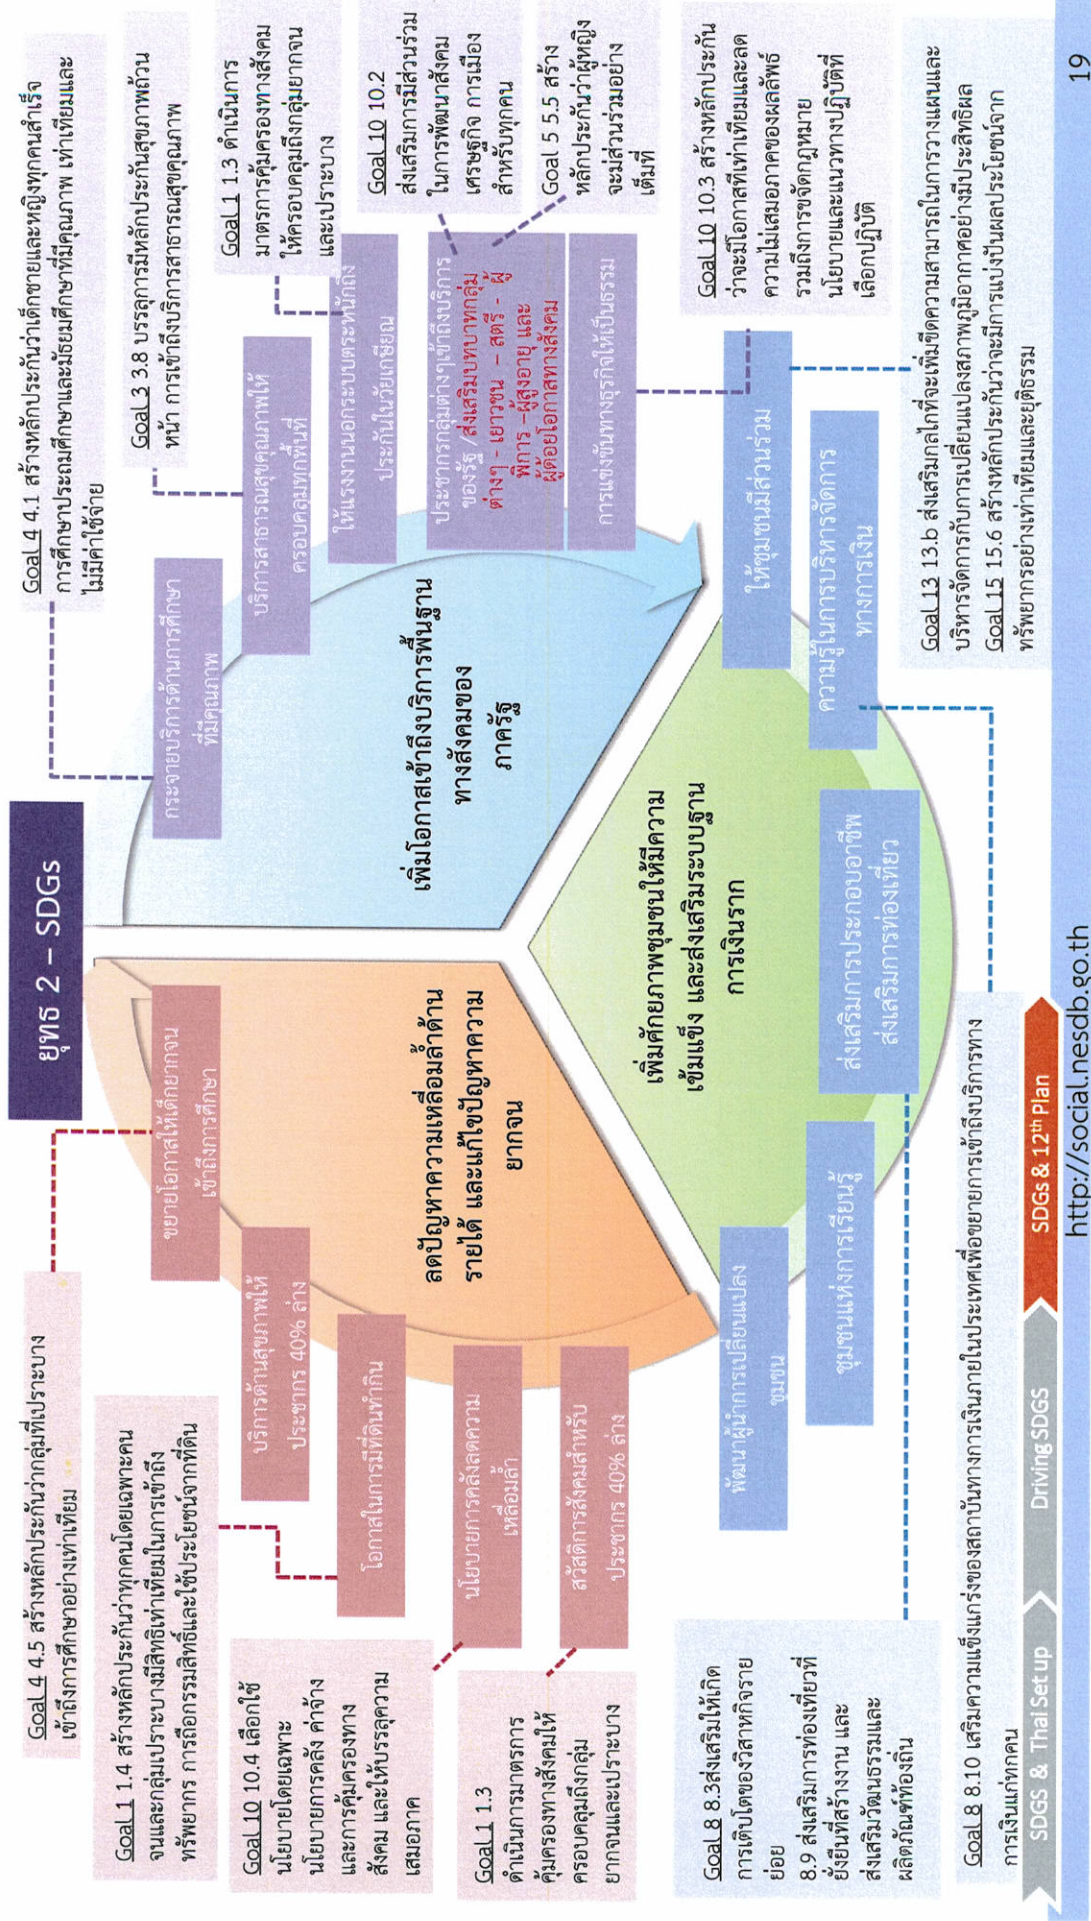 ยุทธ 2 – SDGs
Goal 4 4.5 สร้างหลักประกันว่ากลุ่มที่เปราะบาง
เข้าถึงการศึกษาอย่างเท่าเทียม
Goal 1 1.4 สร้างหลักประกันว่าทุกคนโดยเฉพาะคน
จนและกลุ่มเปราะบางมีสิทธิเท่าเทียมในการเข้าถึง
ทรัพยากร การถือกรรมสิทธิ์และใช้ประโยชน์จากที่ดิน
Goal 10 10.4 เลือกใช้
นโยบายโดยเฉพาะ
นโยบายการคลัง ค่าจ้าง
และการคุ้มครองทาง
สังคม และให้บรรลุความ
เสมอภาค
Goal 1 1.3
ดำเนินการมาตรการ
คุ้มครองทางสังคมให้
ครอบคลุมถึงกลุ่ม
ยากจนและเปราะบาง
ขยายโอกาสให้เด็กยากจน
เข้าถึงการศึกษา
บริการด้านสุขภาพให้
ประชากร 40% ล่าง
โอกาสในการมีที่ดินทำกิน
นโยบายการคลังลดความ
เหลื่อมล้ำ
สวัสดิการสังคมสำหรับ
ประชากร 40% ล่าง
ลดปัญหาความเหลื่อมล้ำด้าน
รายได้ และแก้ไขปัญหาความ
ยากจน
เพิ่มโอกาสเข้าถึงบริการพื้นฐาน
ทางสังคมของ
ภาครัฐ
กระจายบริการด้านการศึกษา
ที่มีคุณภาพ
บริการสาธารณสุขคุณภาพให้
ครอบคลุมทุกพื้นที่
ให้แรงงานนอกระบบตระหนักถึง
ประกันในวัยเกษียณ
ประชากรกลุ่มต่างๆเข้าถึงบริการ
ของรัฐ /ส่งเสริมบทบาทกลุ่ม
ต่างๆ - เยาวชน – สตรี - ผู้
พิการ –ผู้สูงอายุ และ
ผู้ด้อยโอกาสทางสังคม
การแข่งขันทางธุรกิจให้เป็นธรรม
Goal 4 4.1 สร้างหลักประกันว่าเด็กชายและหญิงทุกคนสำเร็จ
การศึกษาประถมศึกษาและมัธยมศึกษาที่มีคุณภาพ เท่าเทียมและ
ไม่มีค่าใช้จ่าย
Goal 3 3.8 บรรลุการมีหลักประกันสุขภาพถ้วน
หน้า การเข้าถึงบริการสาธารณสุขคุณภาพ
Goal 1 1.3 ดำเนินการ
มาตรการคุ้มครองทางสังคม
ให้ครอบคลุมถึงกลุ่มยากจน
และเปราะบาง
Goal 10 10.2
ส่งเสริมการมีส่วนร่วม
ในการพัฒนาสังคม
เศรษฐกิจ การเมือง
สำหรับทุกคน
Goal 5 5.5 สร้าง
หลักประกันว่าผู้หญิง
จะมีส่วนร่วมอย่าง
เต็มที่
Goal 10 10.3 สร้างหลักประกัน
ว่าจะมีโอกาสที่เท่าเทียมและลด
ความไม่เสมอภาคของผลลัพธ์
รวมถึงการขจัดกฎหมาย
นโยบายและแนวทางปฏิบัติที่
เลือกปฏิบัติ
เพิ่มศักยภาพชุมชนให้มีความ
เข้มแข็ง และส่งเสริมระบบฐาน
การเงินราก
พัฒนาผู้นำการเปลี่ยนแปลง
ชุมชน
ชุมชนแห่งการเรียนรู้
ส่งเสริมการประกอบอาชีพ
ส่งเสริมการท่องเที่ยว
ความรู้ในการบริหารจัดการ
ทางการเงิน
ให้ชุมชนมีส่วนร่วม
Goal 8 8.3ส่งเสริมให้เกิด
การเติบโตของวิสาหกิจราย
ย่อย
8.9 ส่งเสริมการท่องเที่ยวที่
ยั่งยืนที่สร้างงาน และ
ส่งเสริมวัฒนธรรมและ
ผลิตภัณฑ์ท้องถิ่น
Goal 13 13.b ส่งเสริมกลไกที่จะเพิ่มขีดความสามารถในการวางแผนและ
บริหารจัดการกับการเปลี่ยนแปลงสภาพภูมิอากาศอย่างมีประสิทธิผล
Goal 15 15.6 สร้างหลักประกันว่าจะมีการแบ่งปันผลประโยชน์จาก
ทรัพยากรอย่างเท่าเทียมและยุติธรรม
Goal 8 8.10 เสริมความแข็งแกร่งของสถาบันทางการเงินภายในประเทศเพื่อขยายการเข้าถึงบริการทาง
การเงินแก่ทุกคน
SDGS & Thai Set up
Driving SDGS
SDGs & 12th Plan
http://social.nesdb.go.th
19